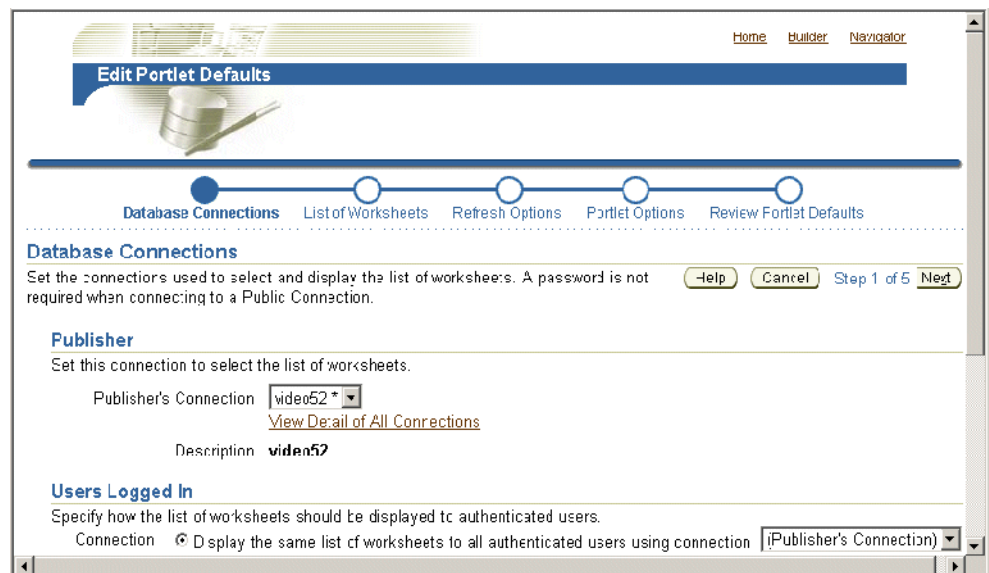 Home Builder Navigator
Edit Portlet Defaults
Database Connections List of Worksheets Refresh Options Portlet Options Review Portlet Defaults
Database Connections
Set the connections used to select and display the list of worksheets. A password is not
required when connecting to a Public Connection.
Help Cancel Step 1 of 5 Next
Publisher
Set this connection to select the list of worksheets.
Publisher's Connection video52 *
View Detail of All Connections
Description video52
Users Logged In
Specify how the list of worksheets should be displayed to authenticated users.
Connection Display the same list of worksheets to all authenticated users using connection (Publisher's Connection)